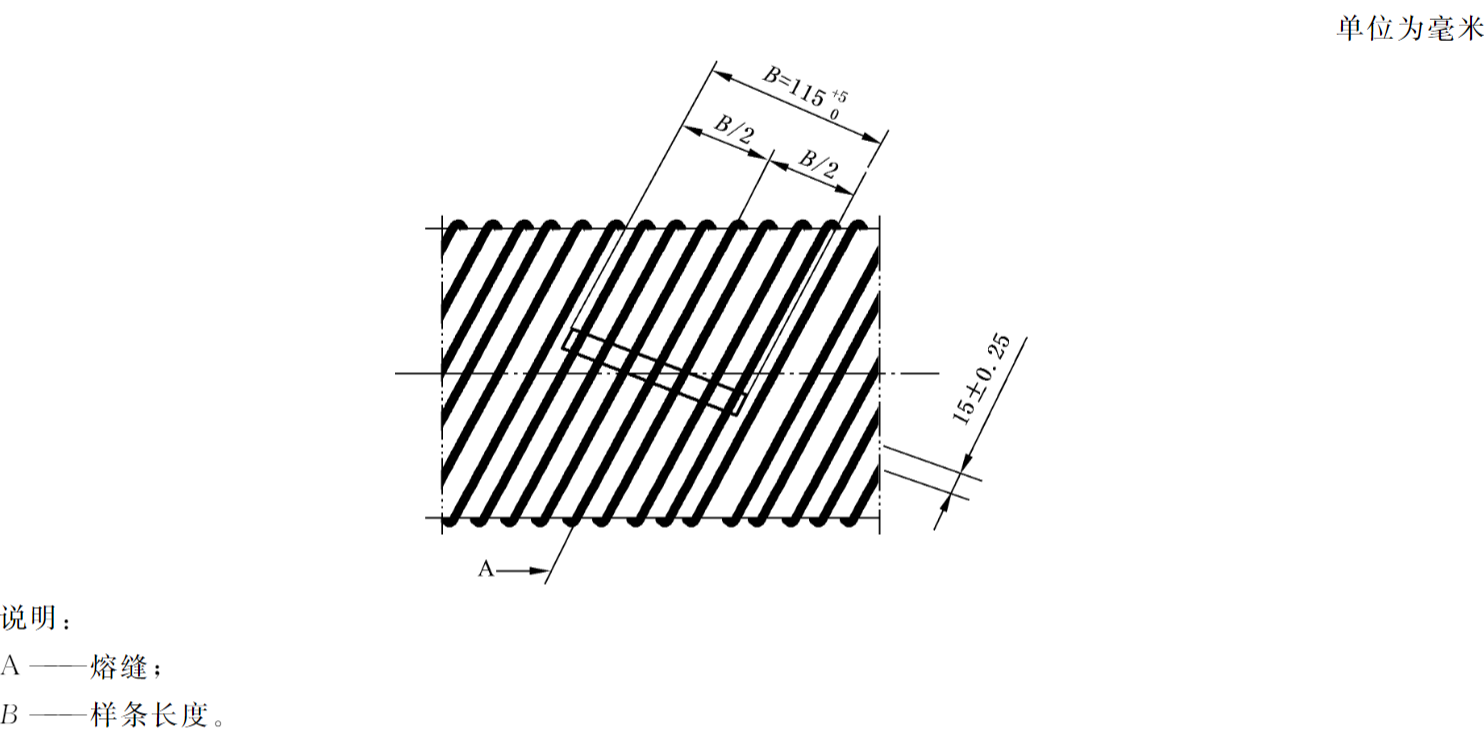 单位为毫米
B=115 +5 0
B/2
B/2
15±0.25
A
说明：
A ——熔缝；
B ——样条长度。